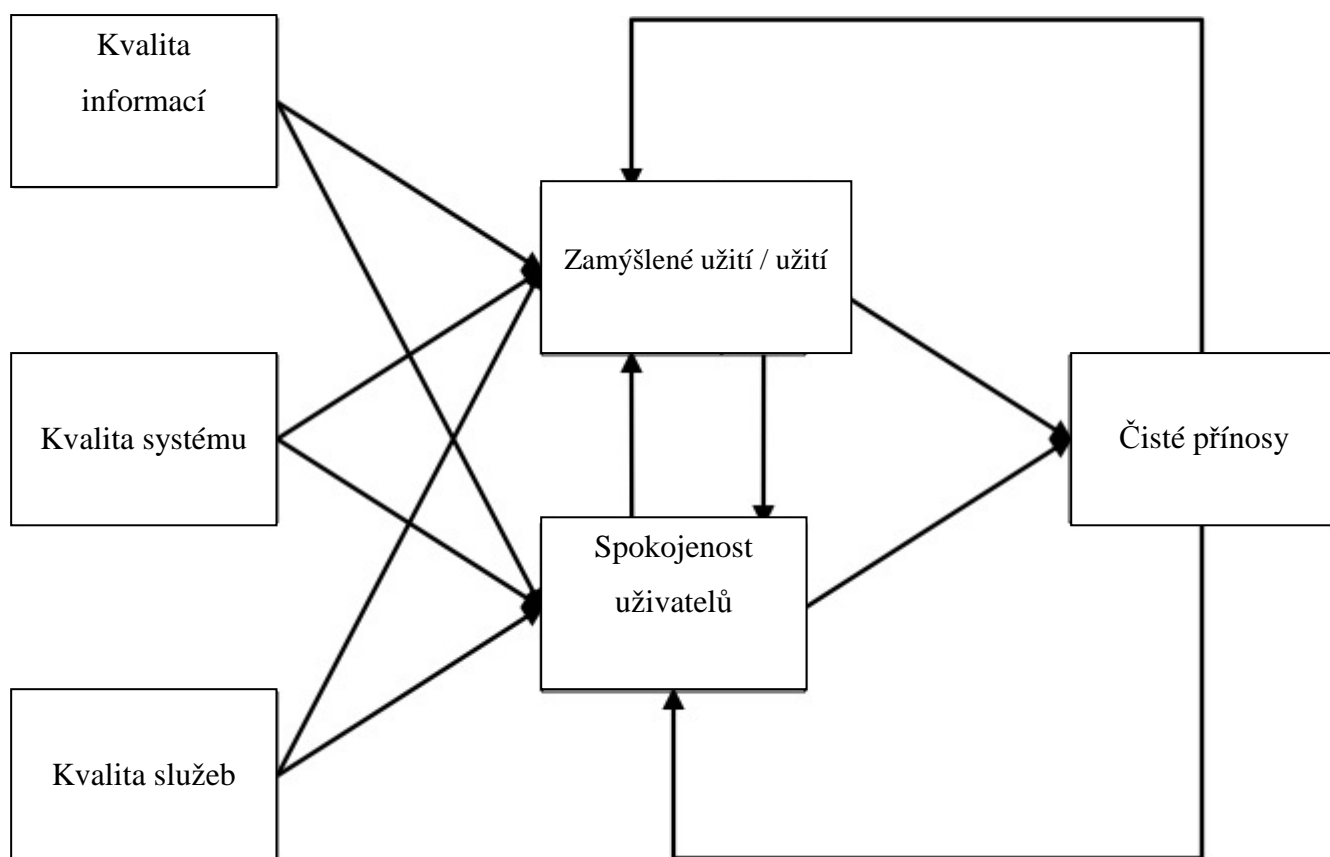 Kvalita
informací
Zamýšlené užití / užití
Kvalita systému
Čisté přínosy
Spokojenost
uživatelů
Kvalita služeb